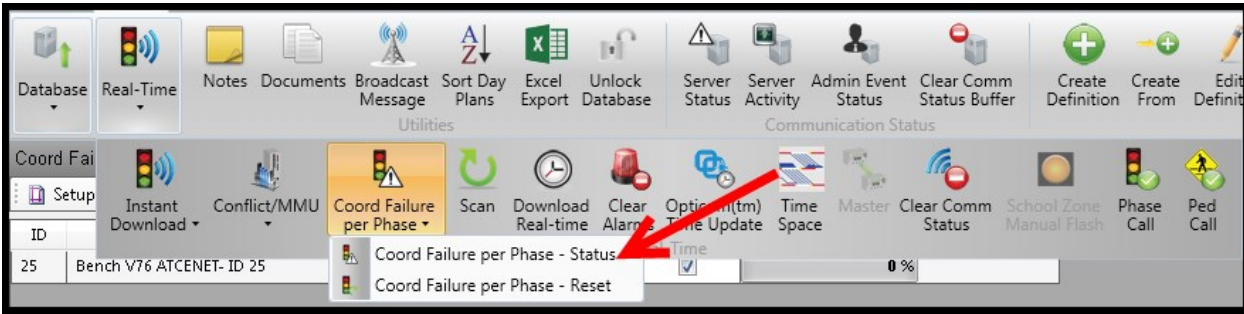 Database
Real-Time
Notes
Documents
Broadcast
Message
Sort Day
Plans
Excel
Export
Unlock
Database
Utilities
Server
Status
Server
Activity
Admin Event
Status
Clear Comm
Status Buffer
Communication Status
Create
Definition
Create
From
Edit
Definit
Coord Fai
Setup
Instant
Download
Conflict/MMU
Coord Failure
per Phase
Scan
Download
Real-time
Clear
Alarms
Time Update
Time
Space
Master
Clear Comm
Status
School Zone
Manual Flash
Phase
Call
Ped
Call
Time
ID
25
Bench V76 ATCENET- ID 25
0 %
Coord Failure per Phase - Status
Coord Failure per Phase - Reset